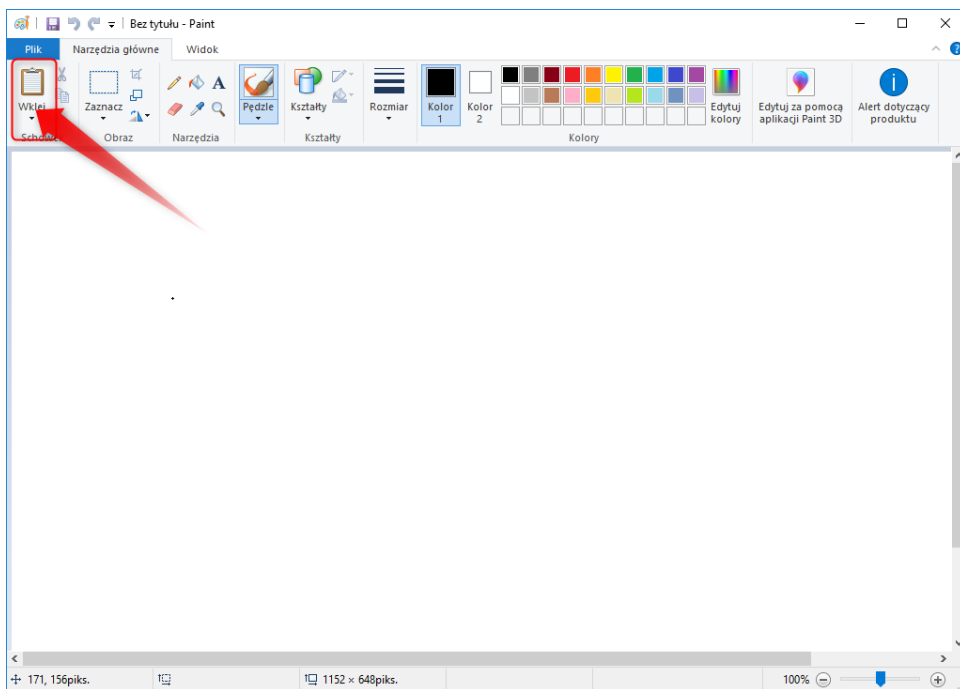 Bez tytułu - Paint
Plik Narzędzia główne Widok
Wklej
Zaznacz
A
Pędzle
Kształty
Rozmiar
Kolor 1
Kolor 2
Edytuj kolory
Edytuj za pomocą aplikacji Paint 3D
Alert dotyczący produktu
Obraz Narzędzia Kształty Kolory
171, 156piks. 1152 × 648piks. 100%